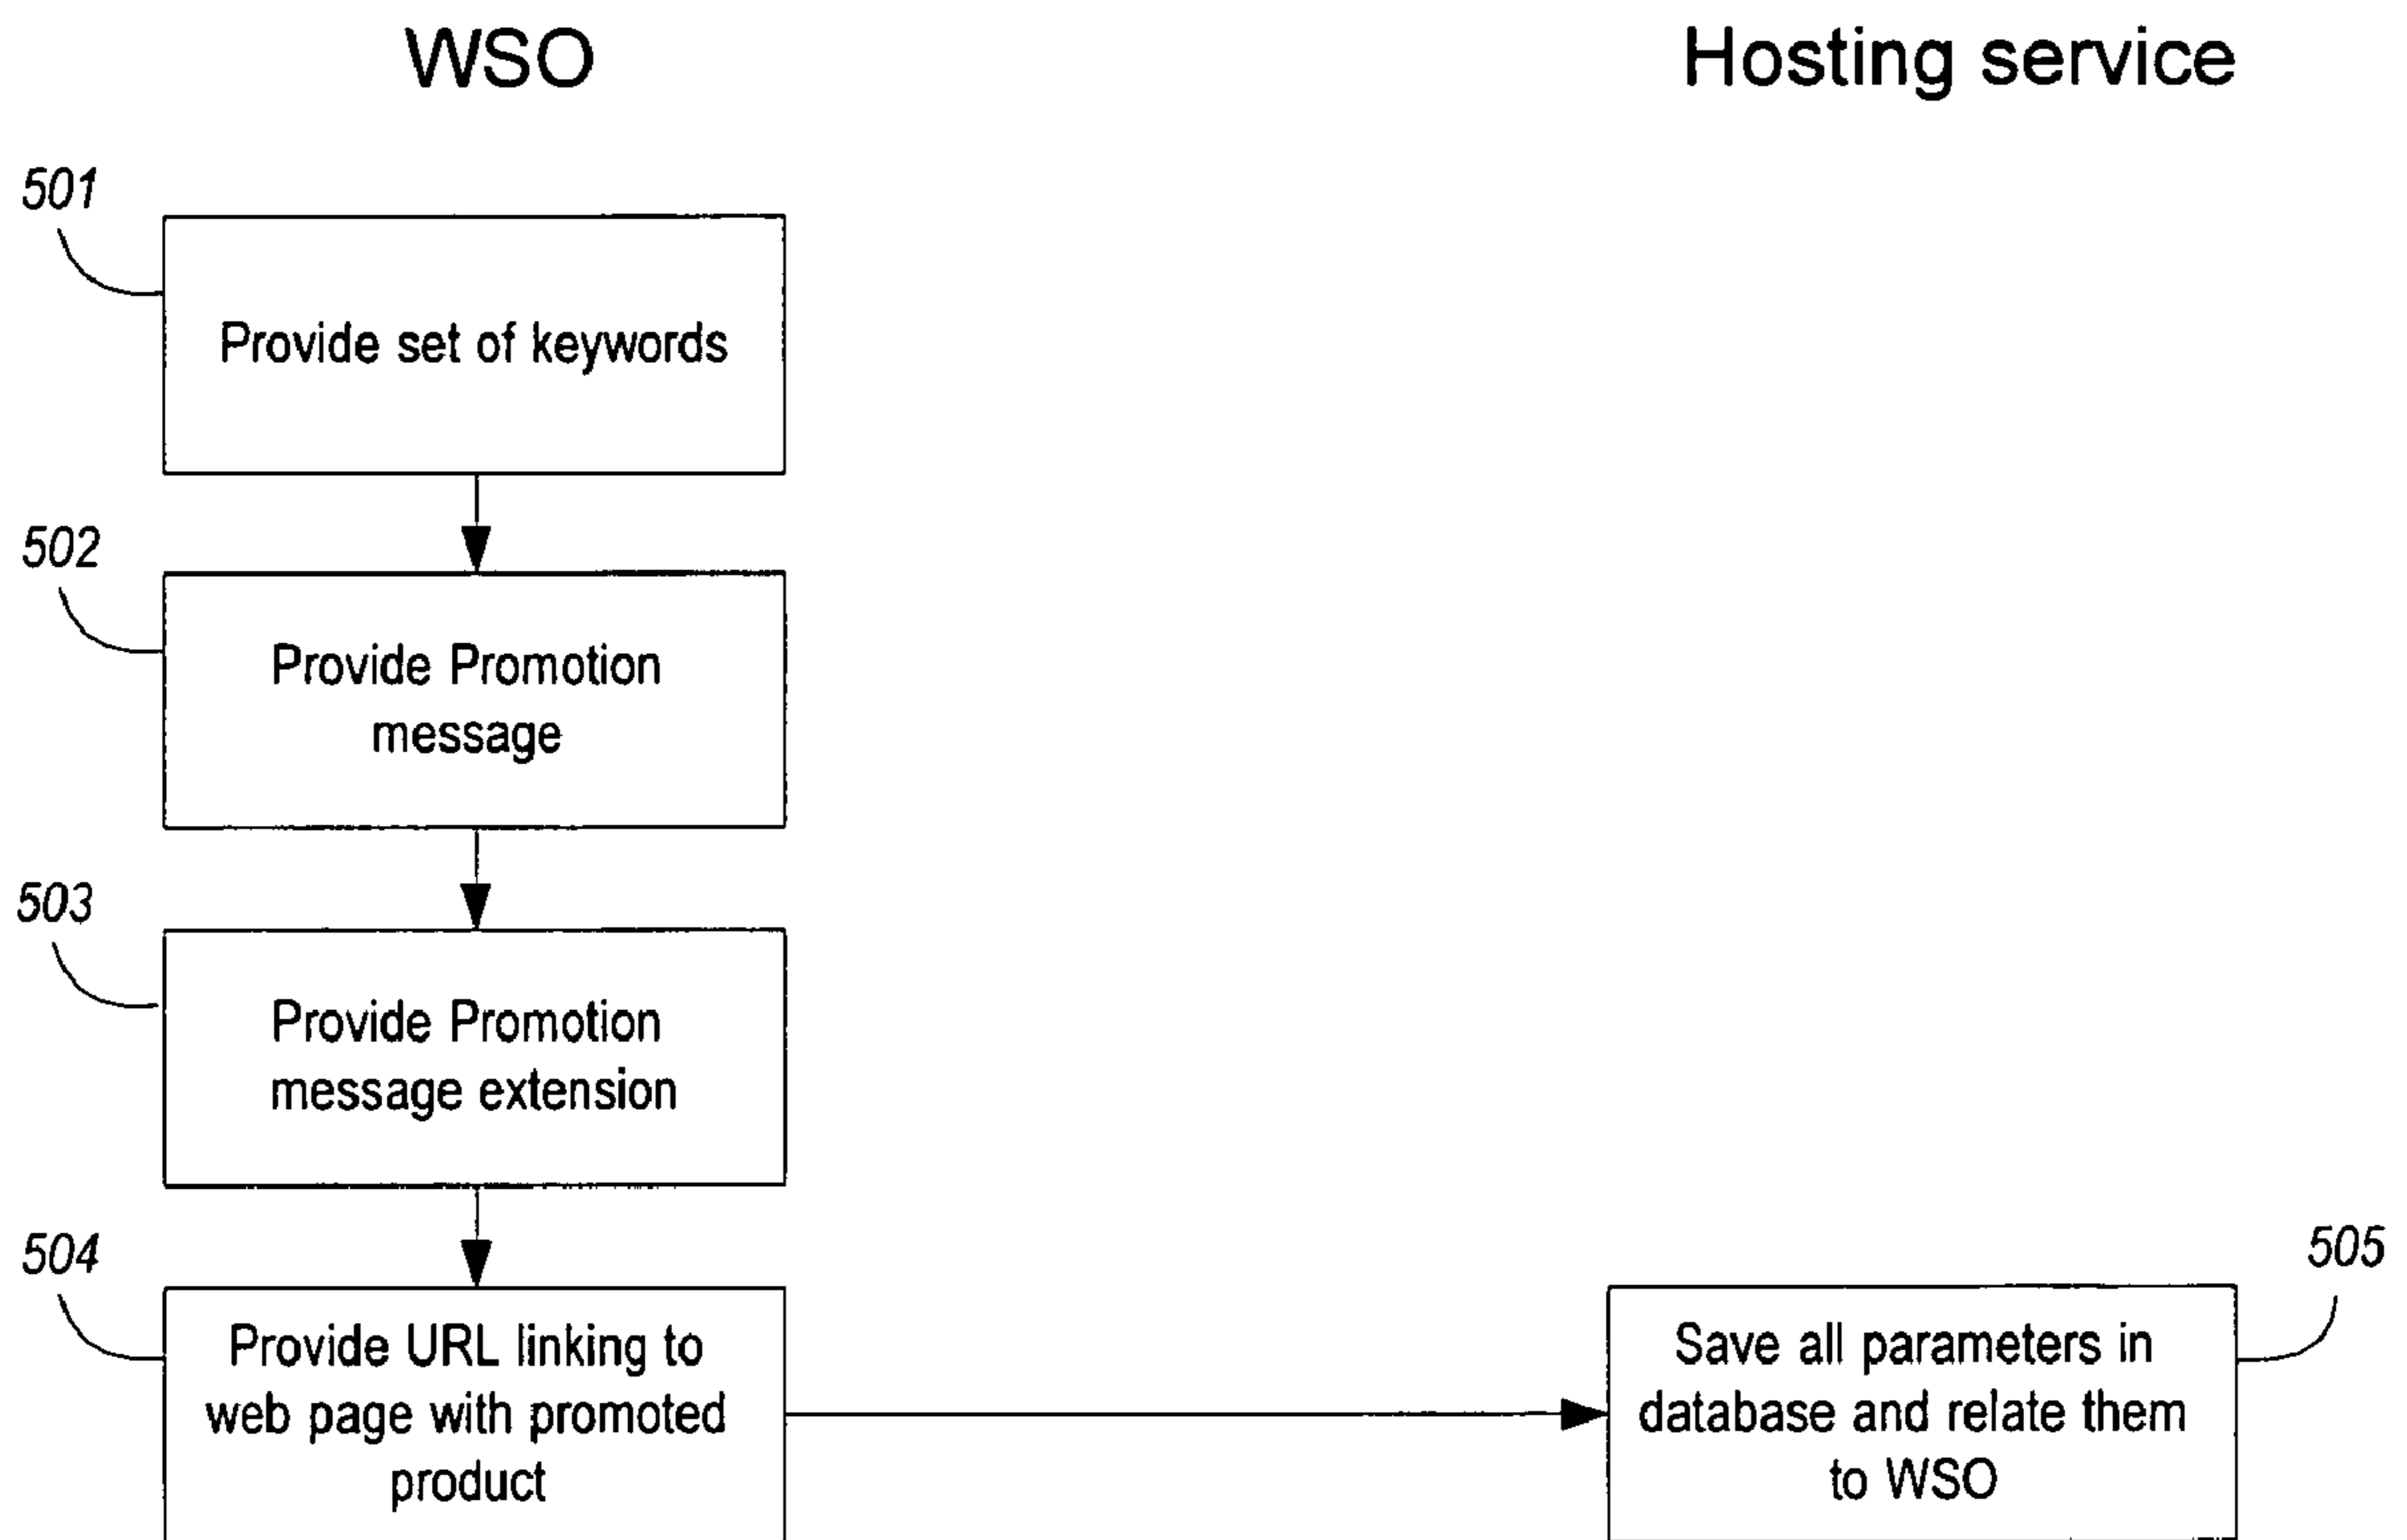 WSO
Hosting service
501
Provide set of keywords
502
Provide Promotion
message
503
Provide Promotion
message extension
504
Provide URL linking to
web page with promoted
product
505
Save all parameters in
database and relate them
to WSO